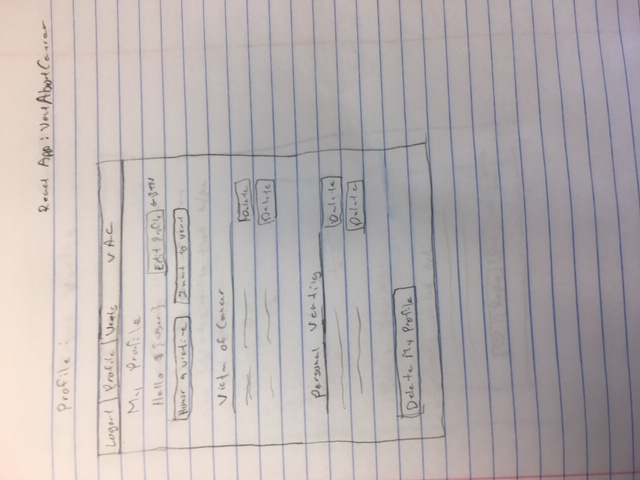 React App: VentAboutCancer
Profile:
Logout Profile Vents VAC
My Profile
Hello ${user} Edit Profile ← BTN
Honor a victim I want to vent
Victim of Cancer
Delete
Delete
Personal Venting
Delete
Delete
Delete My Profile